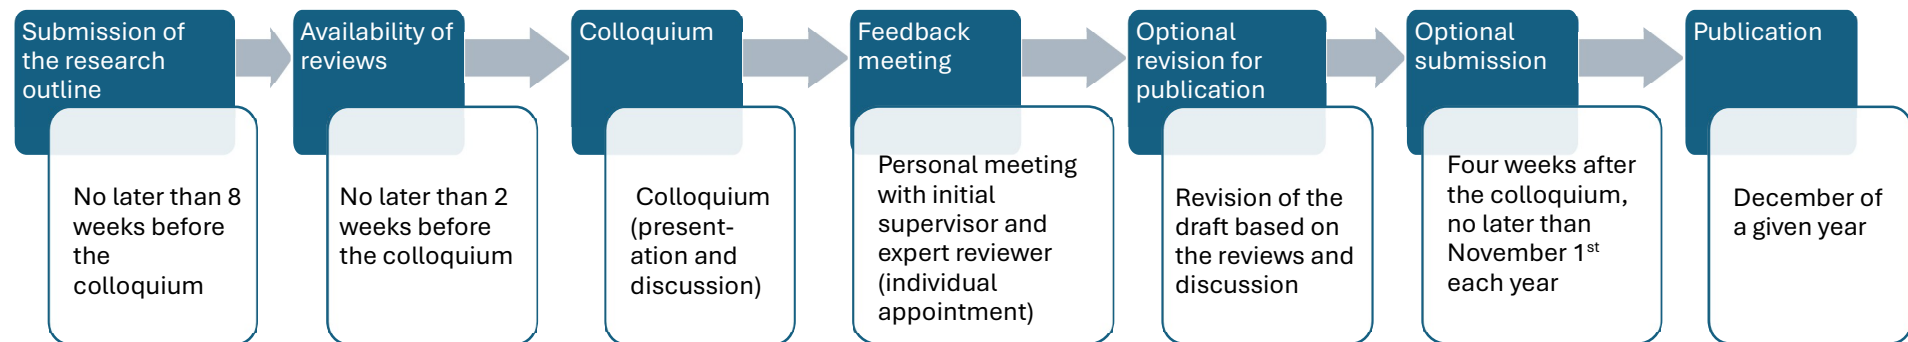 Submission of
the research
outline
No later than 8
weeks before
the
colloquium
Availability of
reviews
No later than 2
weeks before
the colloquium
Colloquium
Colloquium
(present-
ation and
discussion)
Feedback
meeting
Personal meeting
with initial
supervisor and
expert reviewer
(individual
appointment)
Optional
revision for
publication
Revision of the
draft based on
the reviews and
discussion
Optional
submission
Four weeks after
the colloquium,
no later than
November 1st
each year
Publication
December of
a given year